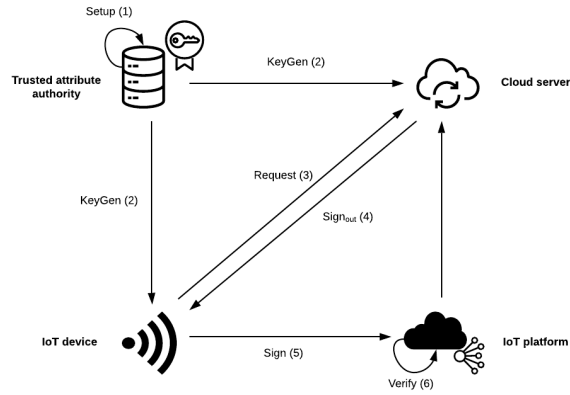 Setup (1)
KeyGen (2)
Trusted attribute
authority
Cloud server
Request (3)
KeyGen (2)
Sign_out (4)
IoT device
IoT platform
Sign (5)
Verify (6)